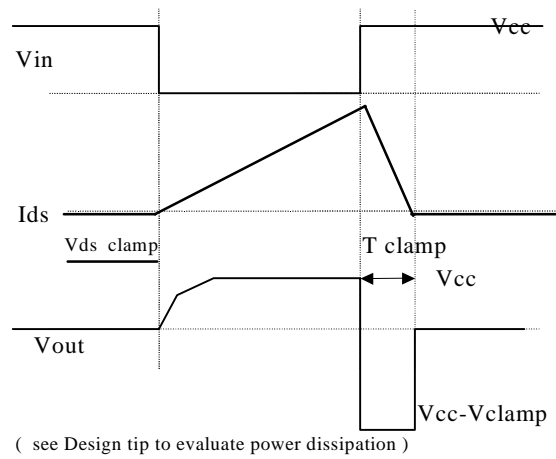 Vcc
Vin
Ids
Vds clamp
T clamp
Vcc
Vout
Vcc-Vclamp
( see Design tip to evaluate power dissipation )